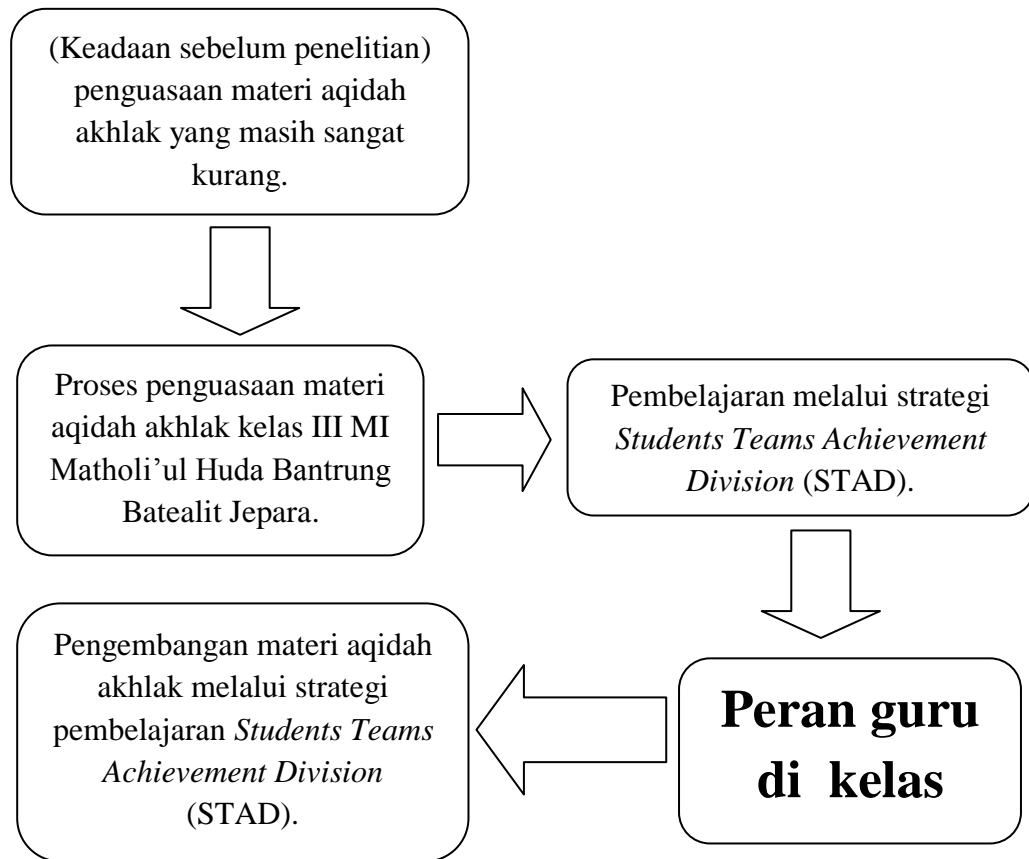 (Keadaan sebelum penelitian)
penguasaan materi aqidah
akhlak yang masih sangat
kurang.
Proses penguasaan materi
aqidah akhlak kelas III MI
Matholi’ul Huda Bantrung
Batealit Jepara.
Pembelajaran melalui strategi
Students Teams Achievement
Division (STAD).
Peran guru
di kelas
Pengembangan materi aqidah
akhlak melalui strategi
pembelajaran Students Teams
Achievement Division
(STAD).